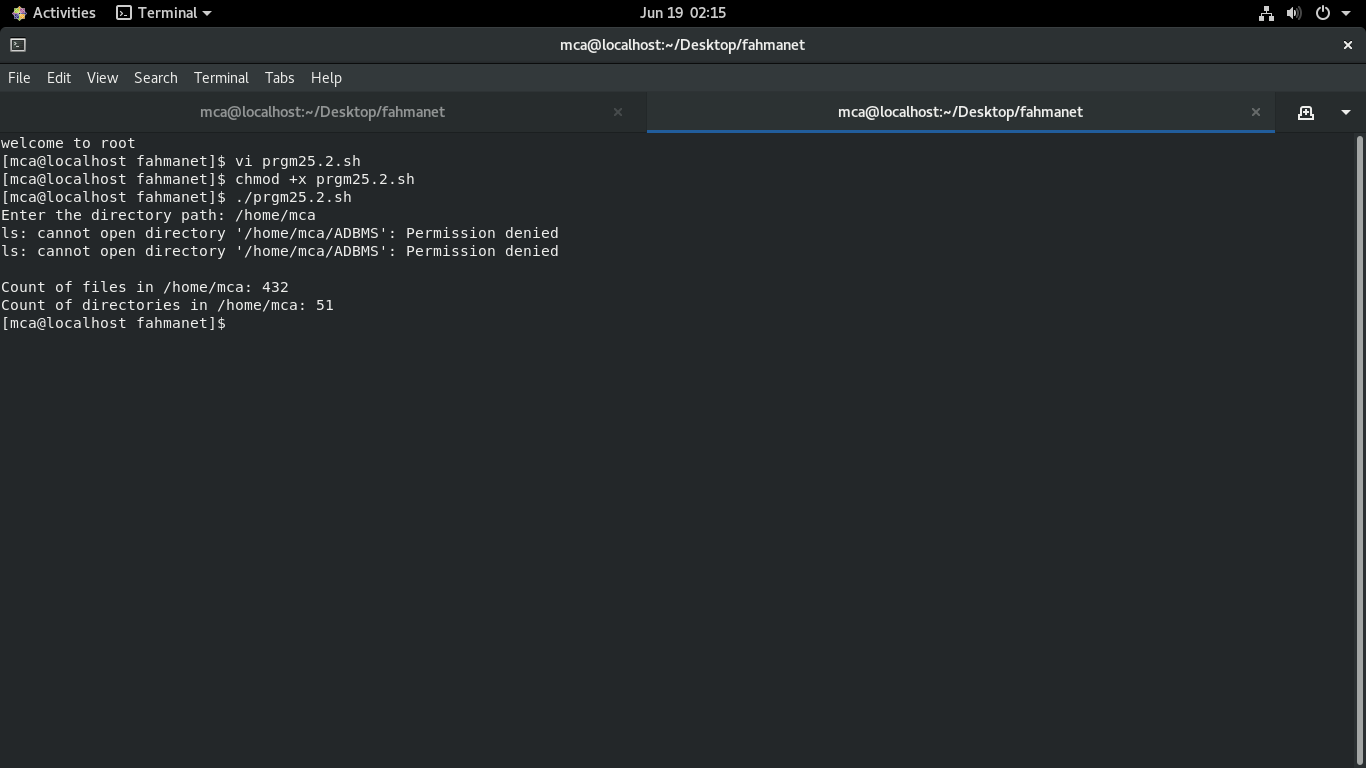 Activities Terminal Jun 19 02:15
mca@localhost:~/Desktop/fahmanet
File Edit View Search Terminal Tabs Help
mca@localhost:~/Desktop/fahmanet mca@localhost:~/Desktop/fahmanet
welcome to root
[mca@localhost fahmanet]$ vi prgm25.2.sh
[mca@localhost fahmanet]$ chmod +x prgm25.2.sh
[mca@localhost fahmanet]$ ./prgm25.2.sh
Enter the directory path: /home/mca
ls: cannot open directory '/home/mca/ADBMS': Permission denied
ls: cannot open directory '/home/mca/ADBMS': Permission denied
Count of files in /home/mca: 432
Count of directories in /home/mca: 51
[mca@localhost fahmanet]$